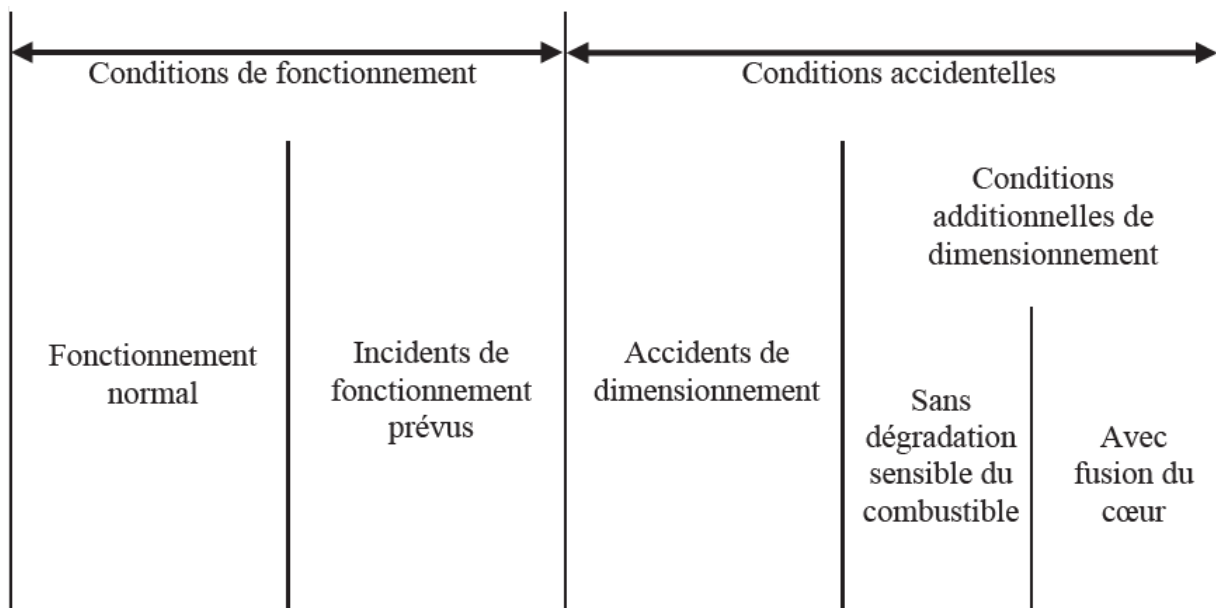 Conditions de fonctionnement
Conditions accidentelles
Fonctionnement
normal
Incidents de
fonctionnement
prévus
Accidents de
dimensionnement
Conditions
additionnelles de
dimensionnement
Sans
dégradation
sensible du
combustible
Avec
fusion du
cœur